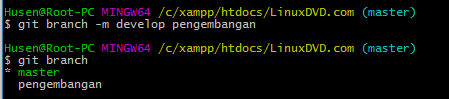 Husen@Root-PC MINGW64 /c/xampp/htdocs/LinuxDVD.com (master)
$ git branch -m develop pengembangan
Husen@Root-PC MINGW64 /c/xampp/htdocs/LinuxDVD.com (master)
$ git branch
* master
  pengembangan